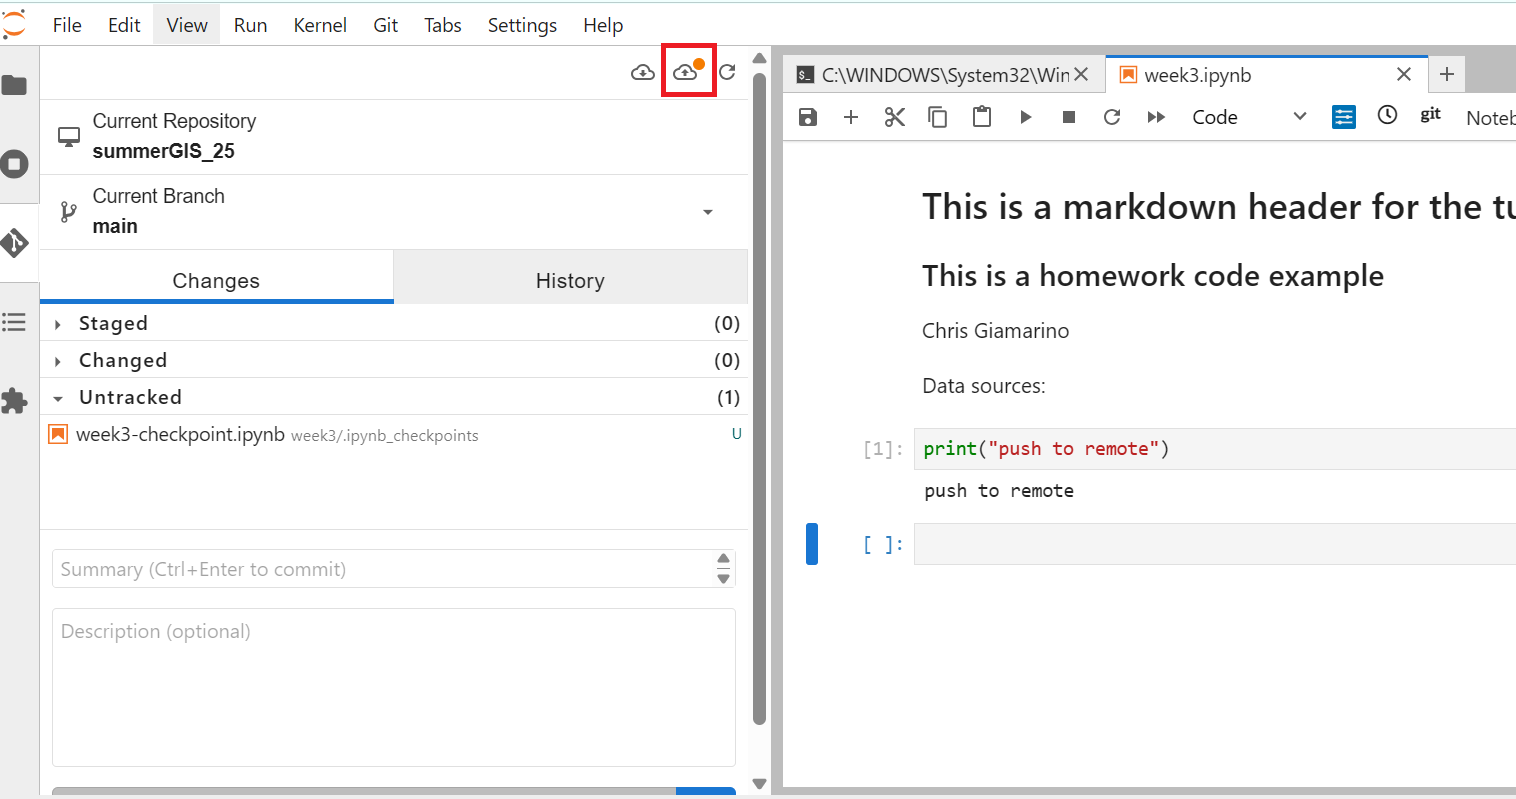 File Edit View Run Kernel Git Tabs Settings Help
Current Repository
summerGIS_25
Current Branch
main
Changes History
Staged (0)
Changed (0)
Untracked (1)
week3-checkpoint.ipynb week3/.ipynb_checkpoints U
Summary (Ctrl+Enter to commit)
Description (optional)
C:\WINDOWS\System32\Win week3.ipynb
Code git Noteb
This is a markdown header for the tu
This is a homework code example
Chris Giamarino
Data sources:
[1]: print("push to remote")
push to remote
[ ]: